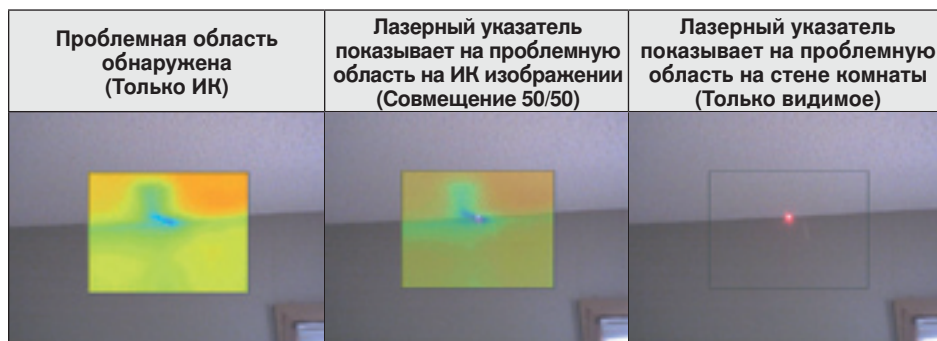 Проблемная область
обнаружена
(Только ИК)
Лазерный указатель
показывает на проблемную
область на ИК изображении
(Совмещение 50/50)
Лазерный указатель
показывает на проблемную
область на стене комнаты
(Только видимое)